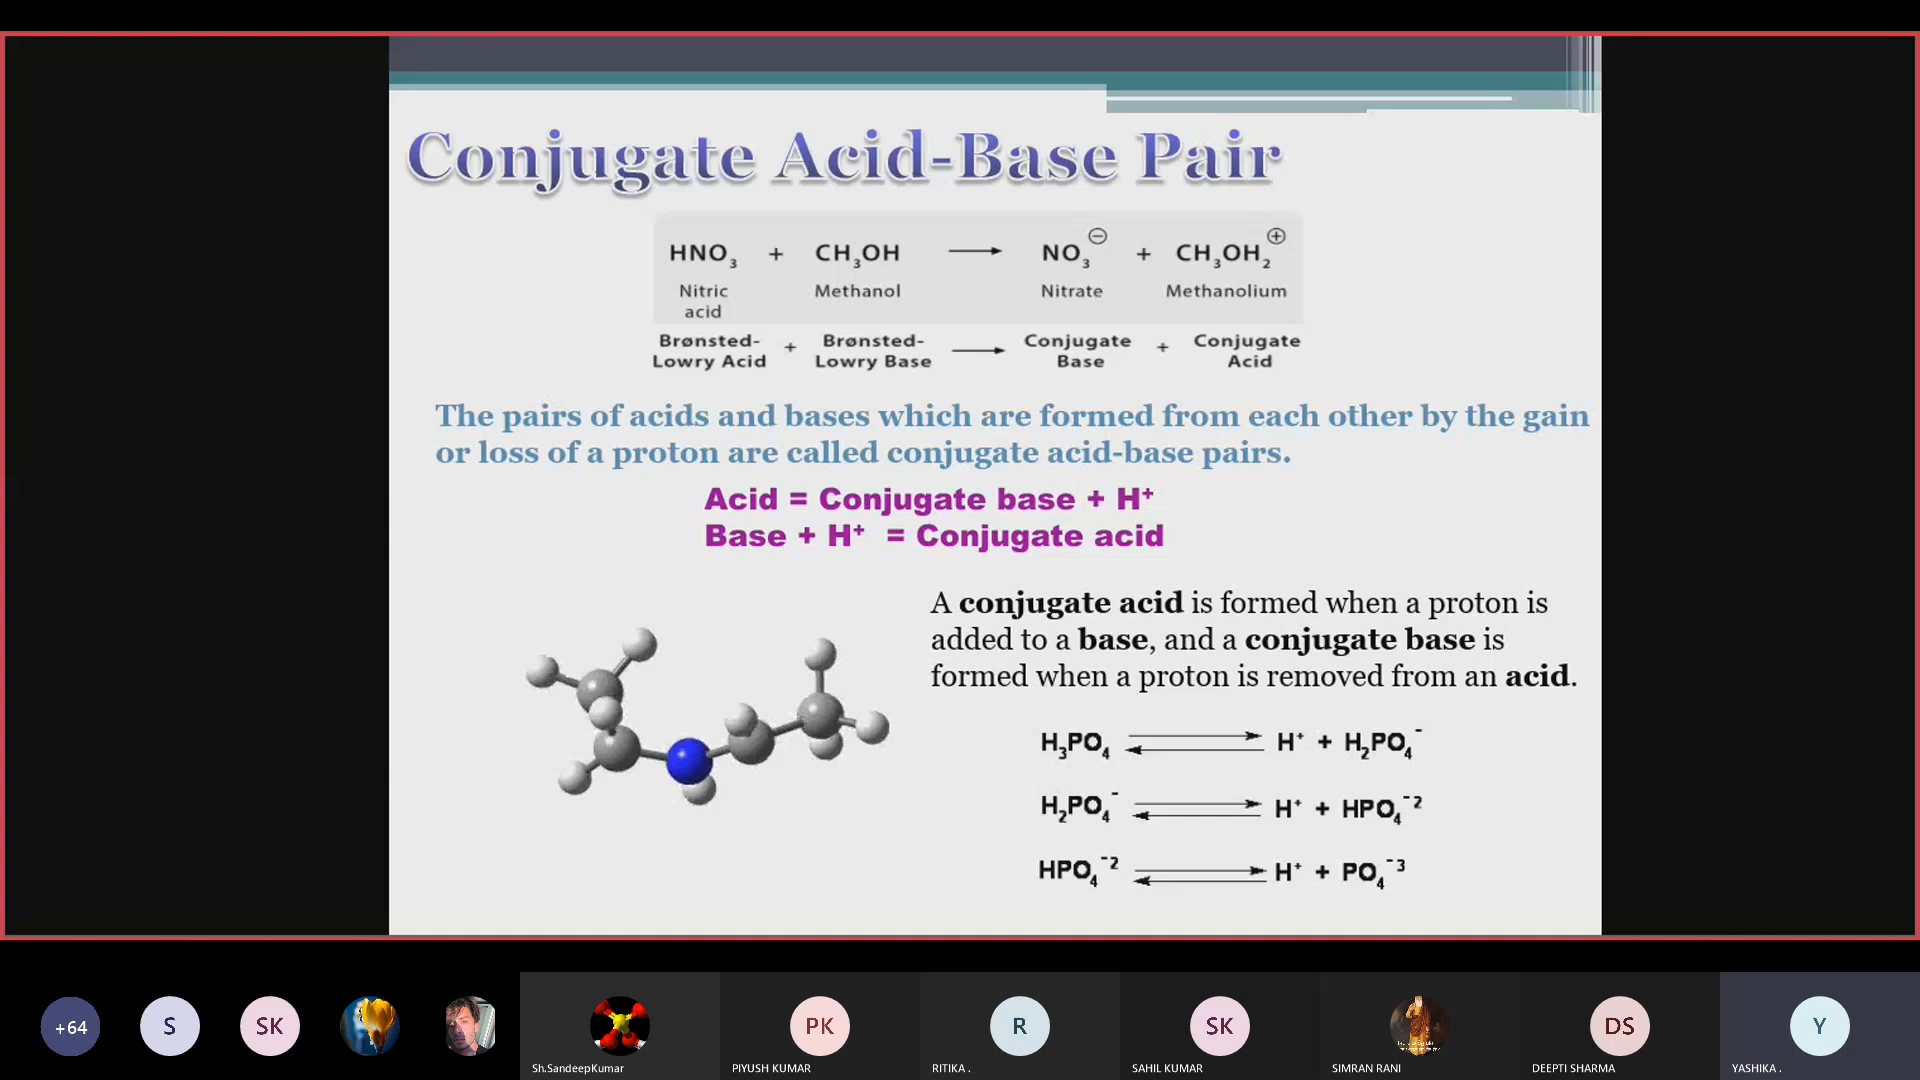 Conjugate Acid-Base Pair
HNO₃ + CH₃OH ⟶ NO₃⊖ + CH₃OH₂⊕
Nitric acid Methanol Nitrate Methanolium
Brønsted-Lowry Acid + Brønsted-Lowry Base ⟶ Conjugate Base + Conjugate Acid
The pairs of acids and bases which are formed from each other by the gain
or loss of a proton are called conjugate acid-base pairs.
Acid = Conjugate base + H⁺
Base + H⁺ = Conjugate acid
A conjugate acid is formed when a proton is
added to a base, and a conjugate base is
formed when a proton is removed from an acid.
H₃PO₄ ⇌ H⁺ + H₂PO₄⁻
H₂PO₄⁻ ⇌ H⁺ + HPO₄⁻²
HPO₄⁻² ⇌ H⁺ + PO₄⁻³
+64 S SK PK R SK DS Y
Sh.SandeepKumar PIYUSH KUMAR RITIKA . SAHIL KUMAR SIMRAN RANI DEEPTI SHARMA YASHIKA .